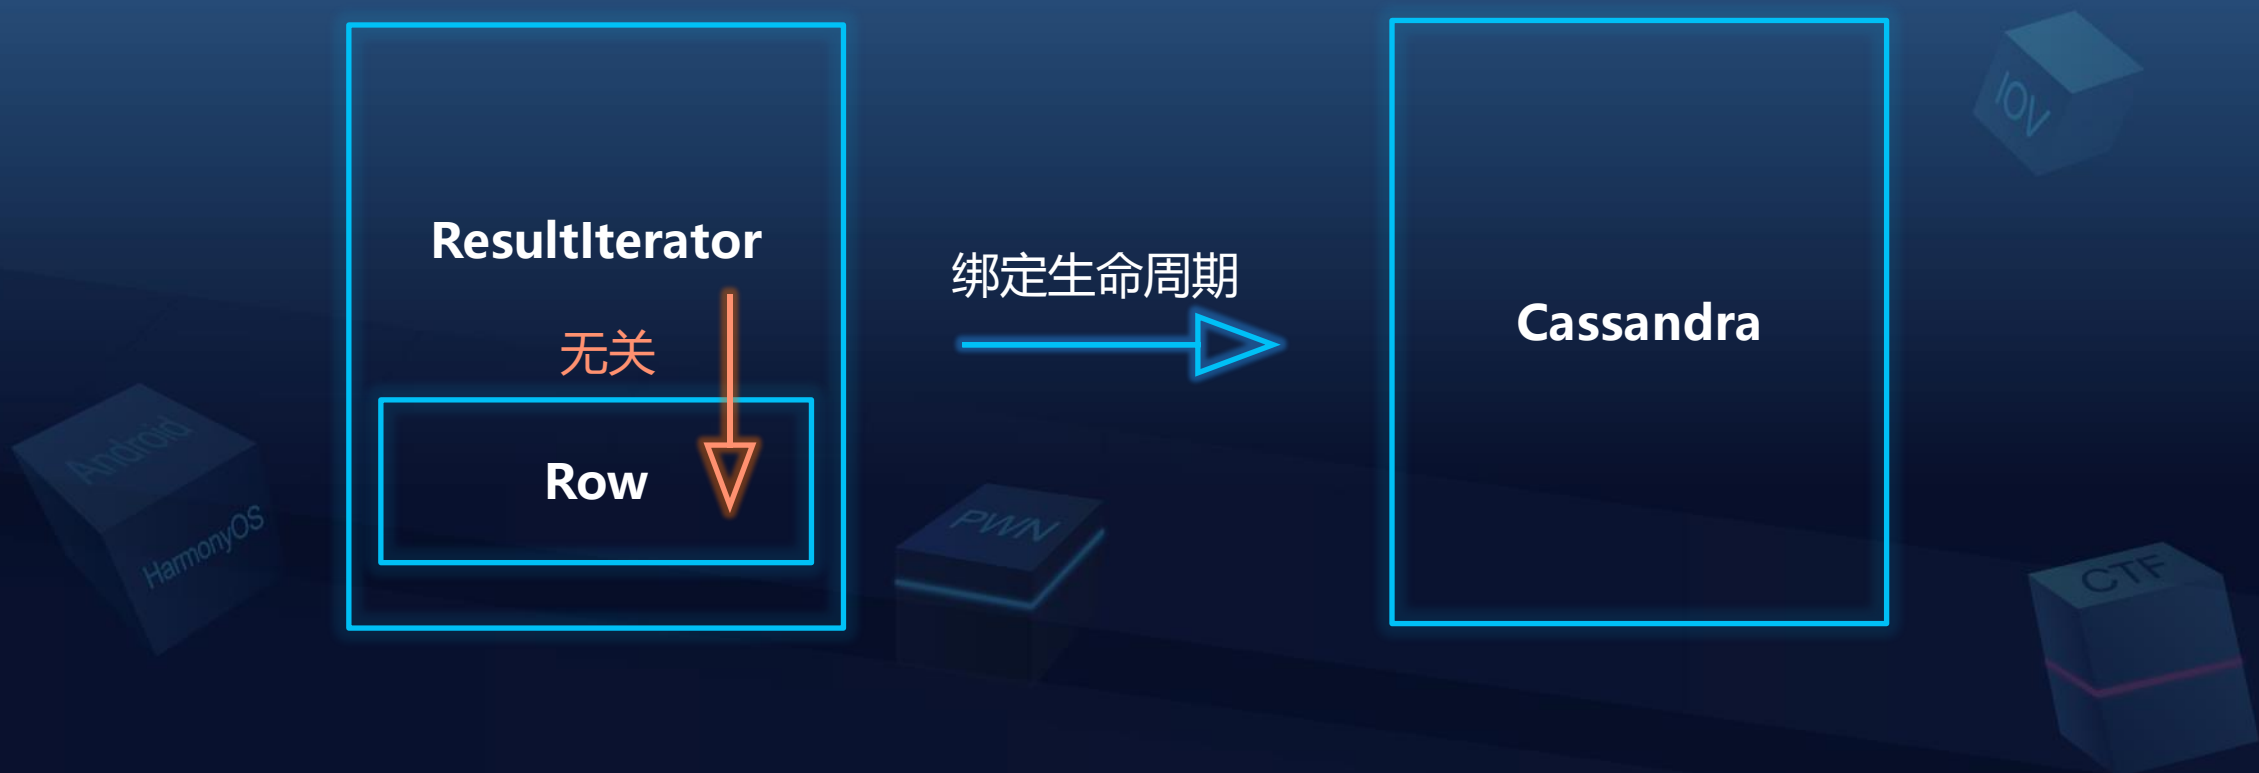 ResultIterator
无关
Row
绑定生命周期
Cassandra
IOV
Android
HarmonyOS
PWN
CTF